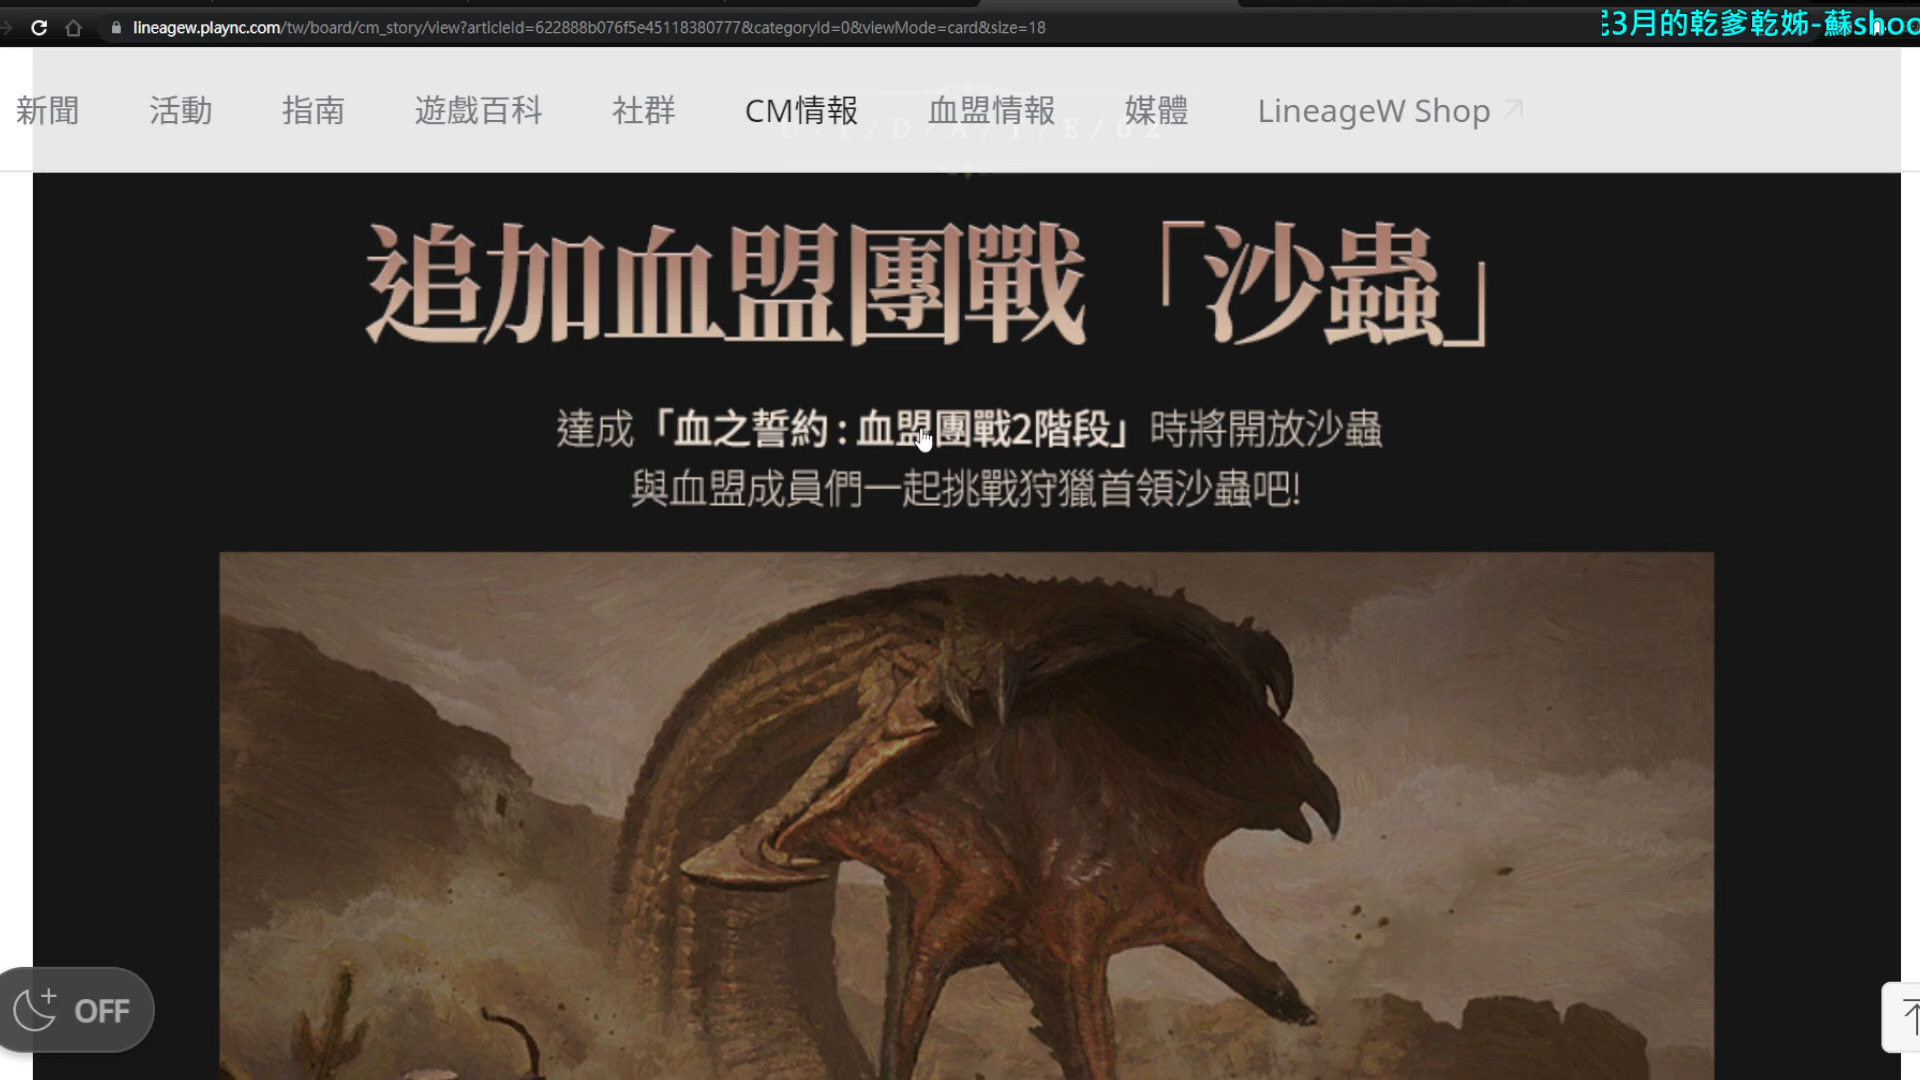 lineagew.plaync.com/tw/board/cm_story/view?articleId=622888b076f5e45118380777&categoryId=0&viewMode=card&size=18
3月的乾爹乾姊-蘇shoo
新聞 活動 指南 遊戲百科 社群 CM情報 血盟情報 媒體 LineageW Shop
U/P/D/A/T/E/02
追加血盟團戰「沙蟲」
達成「血之誓約 : 血盟團戰2階段」時將開放沙蟲
與血盟成員們一起挑戰狩獵首領沙蟲吧!
OFF